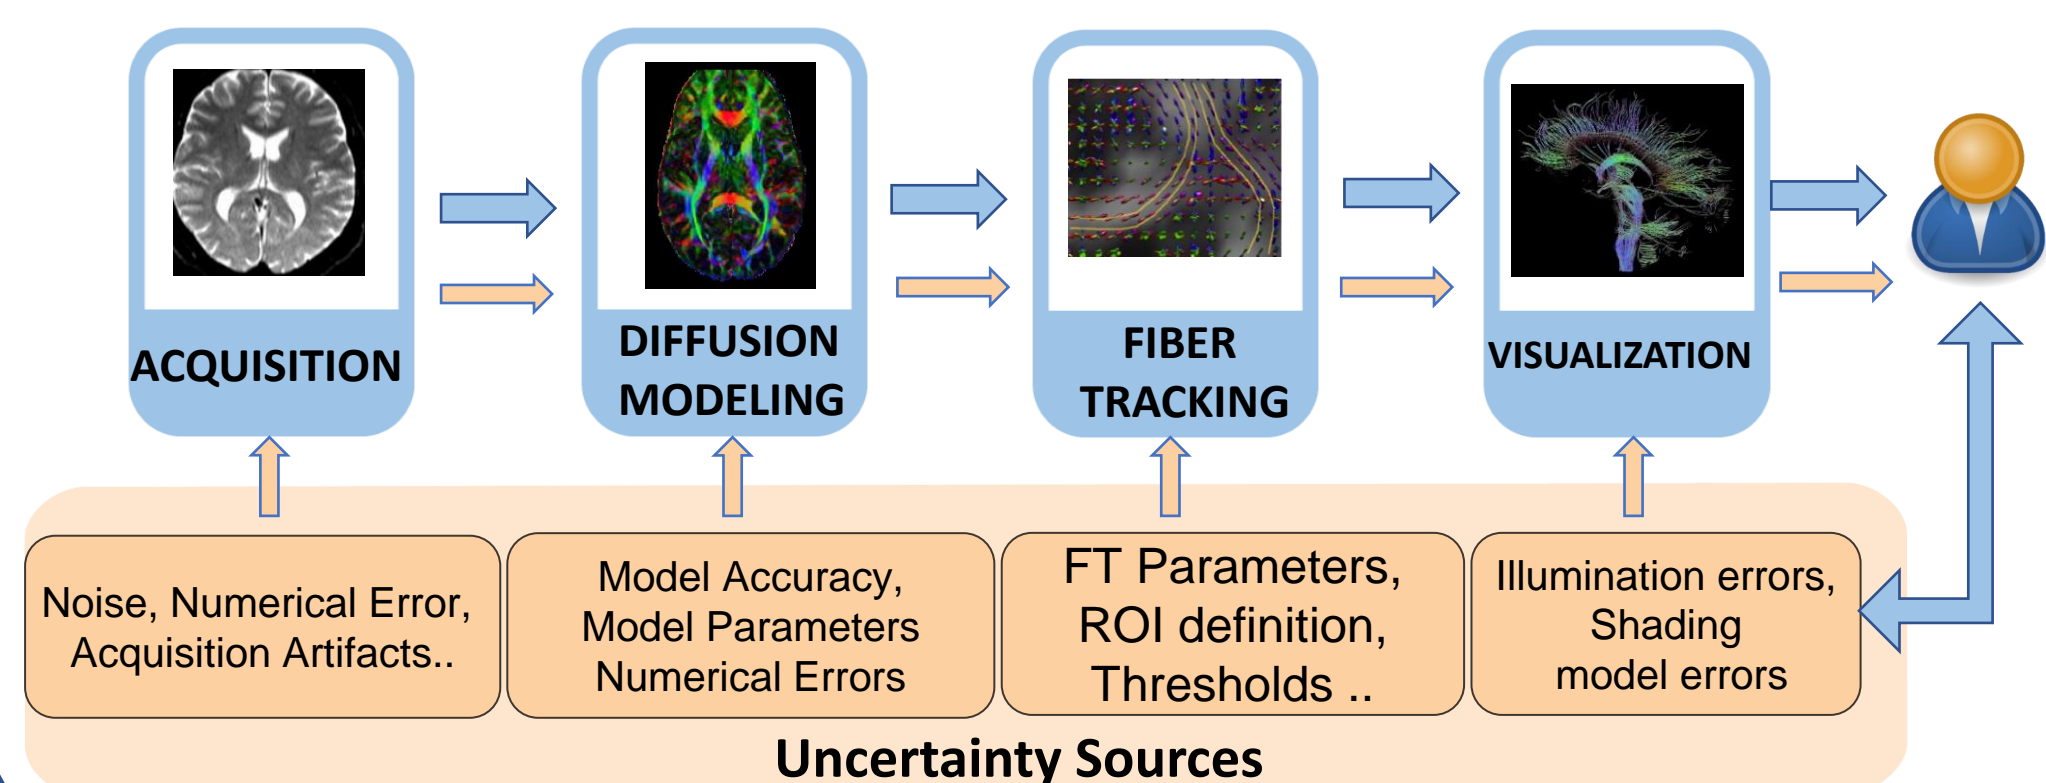 ACQUISITION
DIFFUSION
MODELING
FIBER
TRACKING
VISUALIZATION
Noise, Numerical Error,
Acquisition Artifacts..
Model Accuracy,
Model Parameters
Numerical Errors
FT Parameters,
ROI definition,
Thresholds ..
Illumination errors,
Shading
model errors
Uncertainty Sources